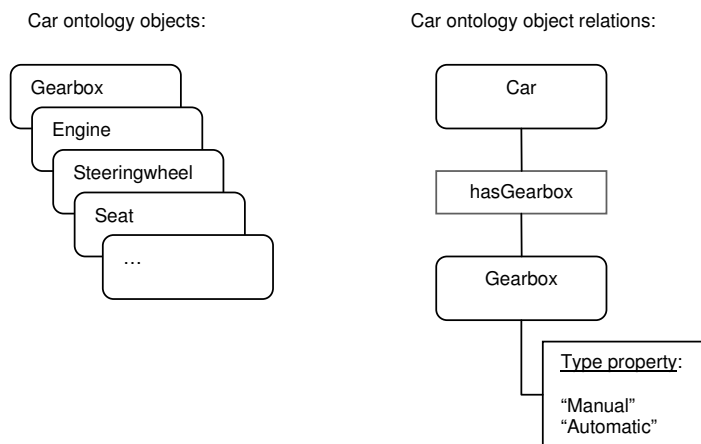 Car ontology objects:
Gearbox
Engine
Steeringwheel
Seat
…
Car ontology object relations:
Car
hasGearbox
Gearbox
Type property:
“Manual”
“Automatic”